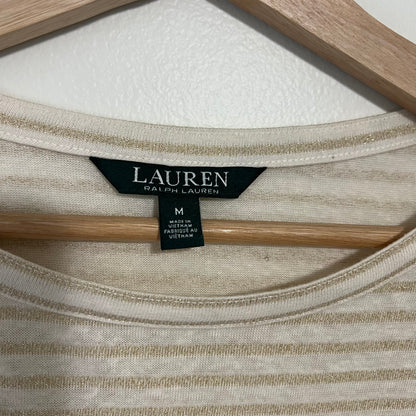 LAUREN
RALPH LAUREN
M
MADE IN
VIETNAM
FABRIQUÉ AU
VIETNAM